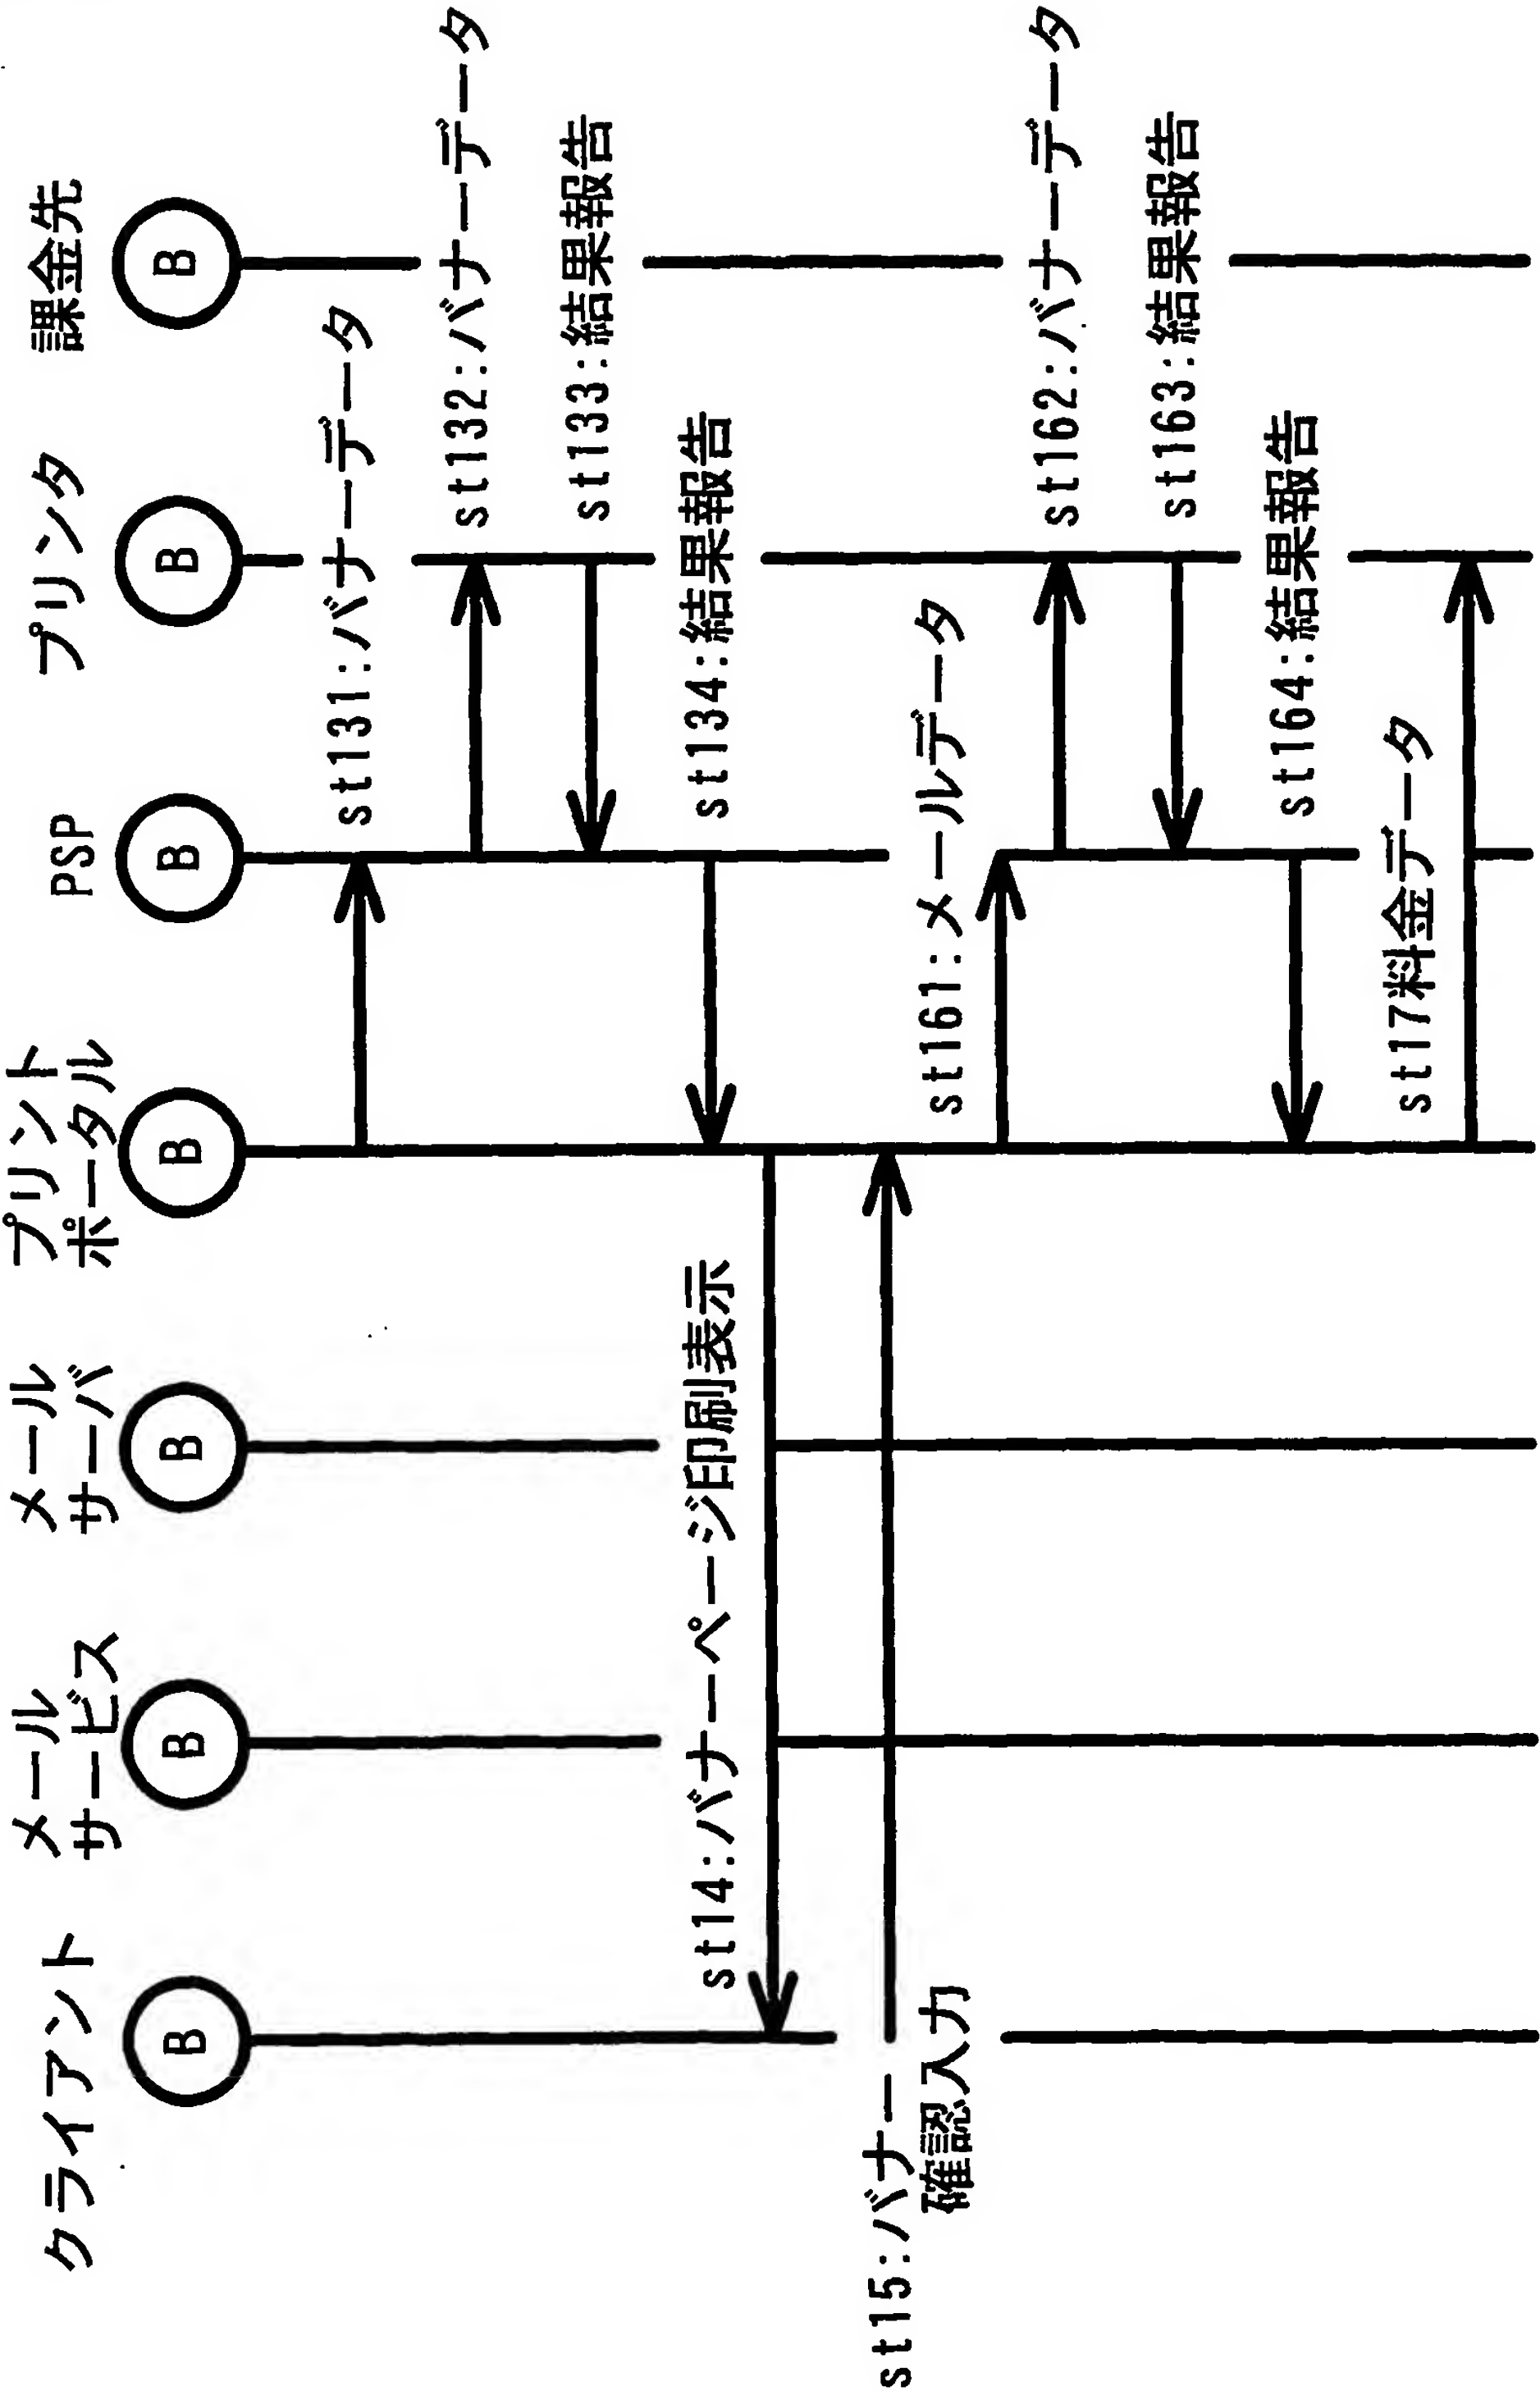 クライアント
メール
サービス
メール
サーバ
プリント
ポータル
PSP
プリンタ
課金先
B
B
B
B
B
B
B
st131:バナーデータ
st132:バナーデータ
st133:結果報告
st134:結果報告
st14:バナーページ印刷表示
st15:バナー
確認入力
st161:メールデータ
st162:バナーデータ
st163:結果報告
st164:結果報告
st17料金データ